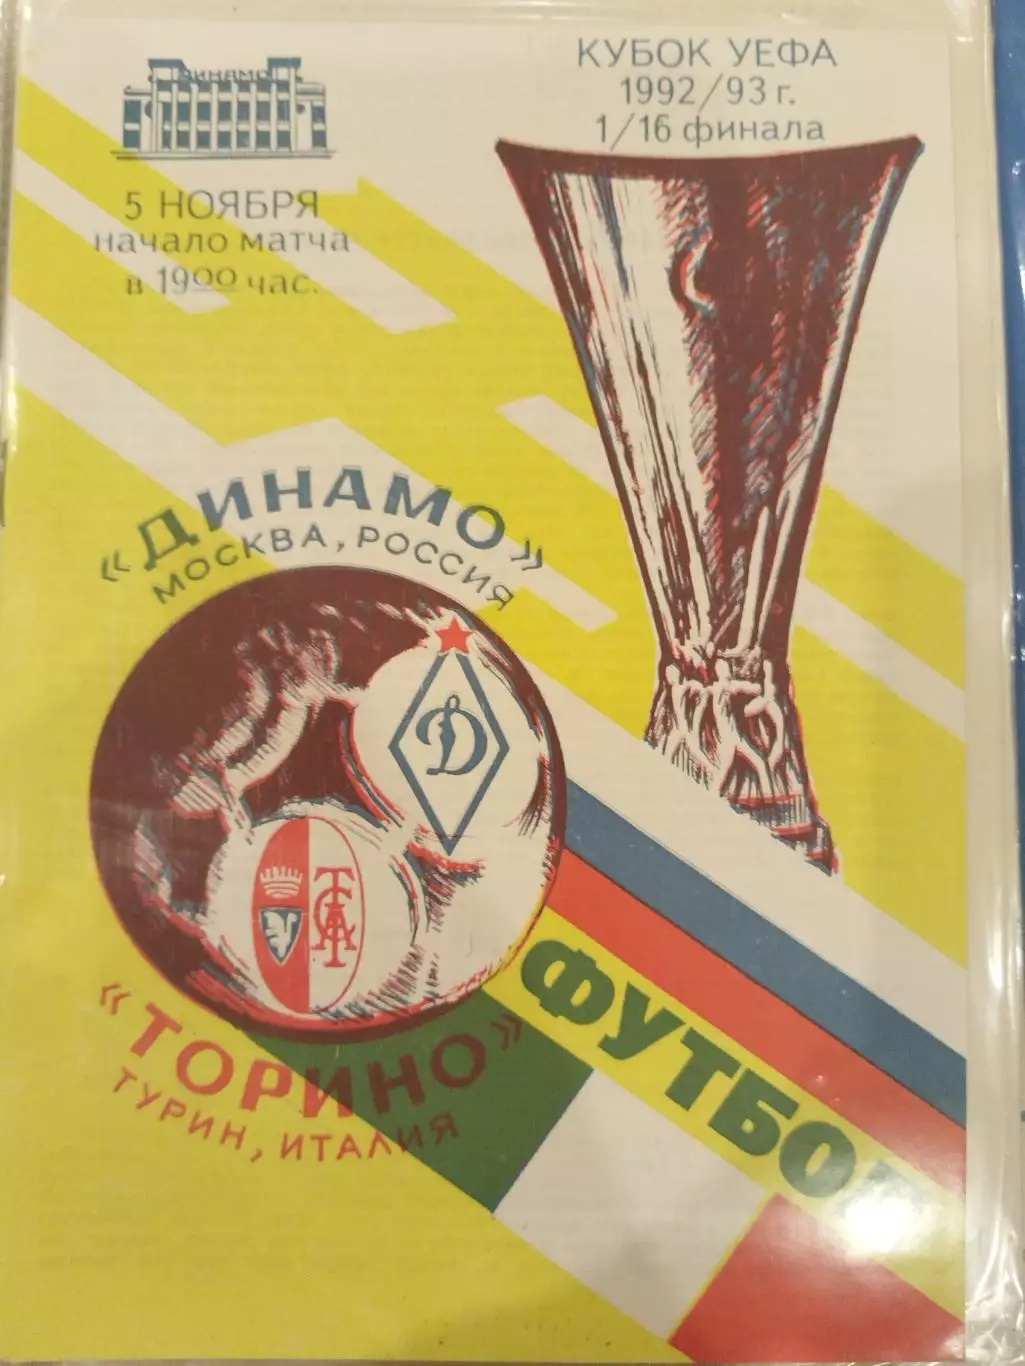 ДИНАМО
КУБОК УЕФА
1992/93 г.
1/16 финала
5 НОЯБРЯ
начало матча
в 19⁰⁰ час.
«ДИНАМО»
МОСКВА, РОССИЯ
Д
ФУТБОЛ
«ТОРИНО»
ТУРИН, ИТАЛИЯ